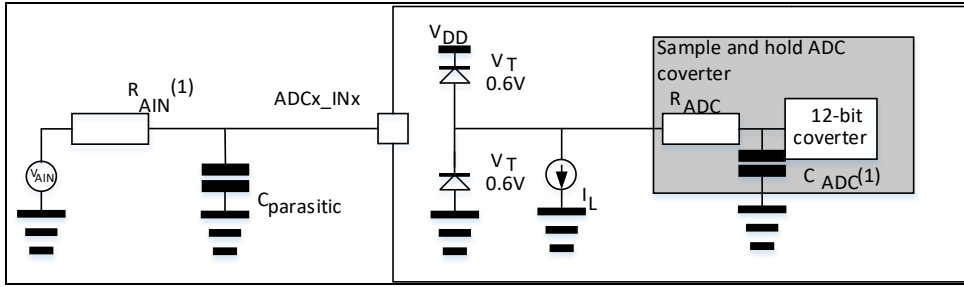 V_DD
V_T
0.6V
Sample and hold ADC
coverter
R_AIN(1)
ADCx_INx
R_ADC
12-bit
coverter
V_AIN
C_parasitic
V_T
0.6V
I_L
C_ADC(1)